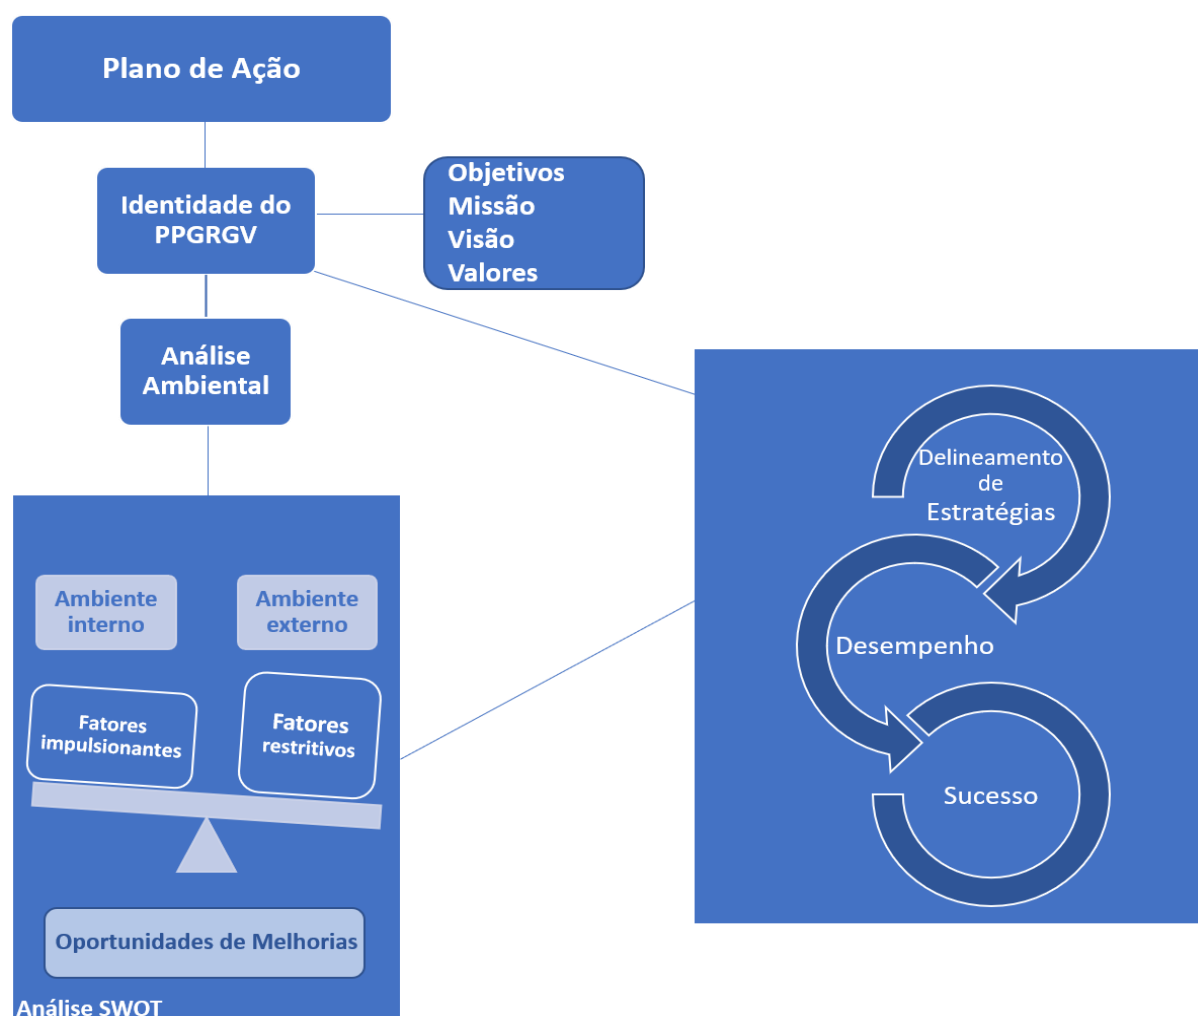 Plano de Ação
Identidade do
PPGRGV
Objetivos
Missão
Visão
Valores
Análise
Ambiental
Ambiente
interno
Ambiente
externo
Fatores
impulsionantes
Fatores
restritivos
Oportunidades de Melhorias
Análise SWOT
Delineamento
de
Estratégias
Desempenho
Sucesso